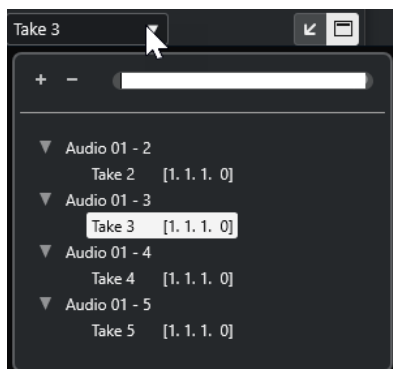 Take 3
+ −
Audio 01 - 2
Take 2 [1. 1. 1. 0]
Audio 01 - 3
Take 3 [1. 1. 1. 0]
Audio 01 - 4
Take 4 [1. 1. 1. 0]
Audio 01 - 5
Take 5 [1. 1. 1. 0]